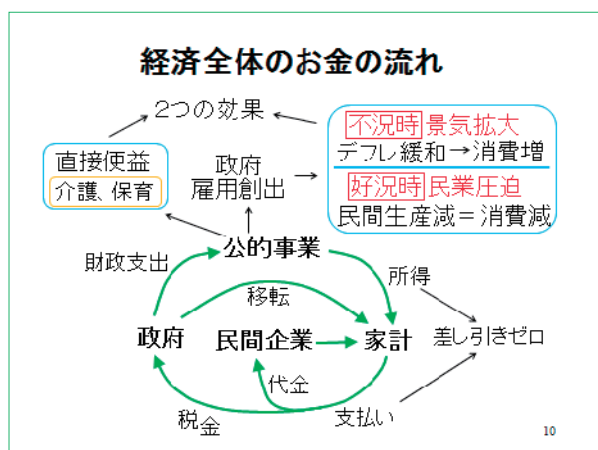 経済全体のお金の流れ
2つの効果
不況時 景気拡大
デフレ緩和→消費増
好況時 民業圧迫
民間生産減＝消費減
直接便益
介護、保育
政府
雇用創出
公的事業
財政支出
所得
移転
政府
民間企業
家計
差し引きゼロ
代金
税金
支払い
10